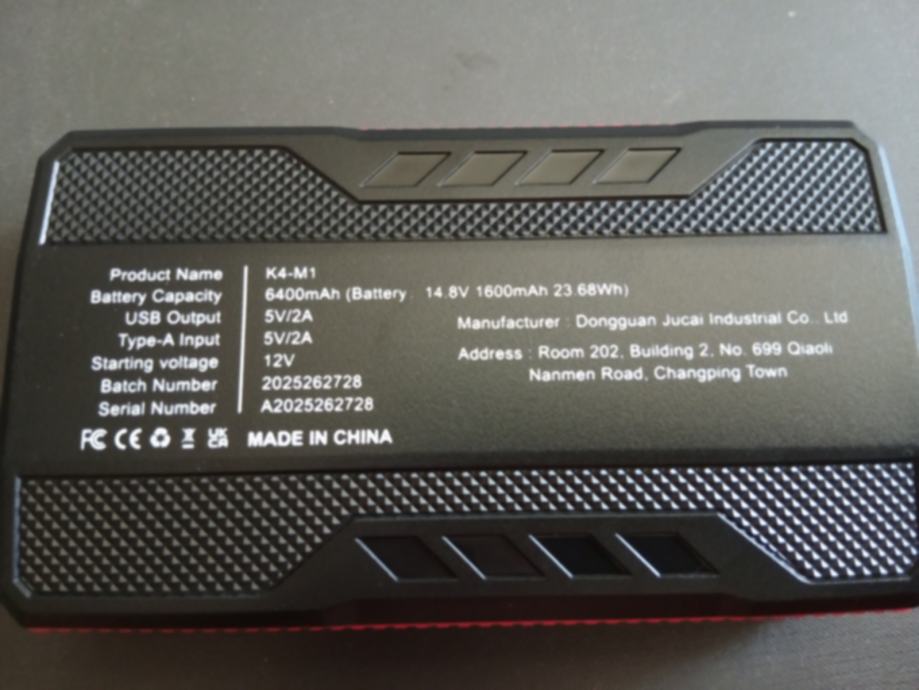 Product Name K4-M1
Battery Capacity 6400mAh (Battery: 14.8V 1600mAh 23.68Wh)
USB Output 5V/2A
Type-A Input 5V/2A
Starting voltage 12V
Batch Number 2025262728
Serial Number A2025262728
FC CE UK CA MADE IN CHINA
Manufacturer : Dongguan Jucai Industrial Co., Ltd
Address : Room 202, Building 2, No. 699 Qiaoli
Nanmen Road, Changping Town